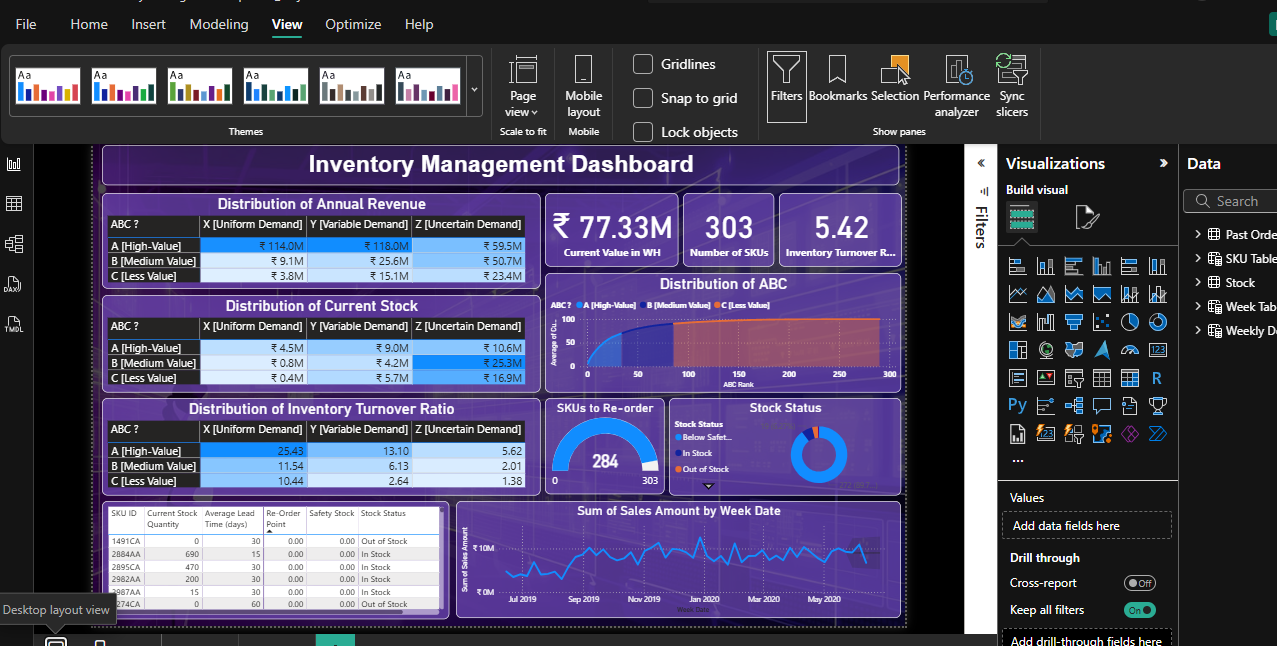 File Home Insert Modeling View Optimize Help
Aa Aa Aa Aa Aa Aa
Themes
Page view
Scale to fit
Mobile layout
Mobile
Gridlines
Snap to grid
Lock objects
Filters Bookmarks Selection Performance analyzer Sync slicers
Show panes
Inventory Management Dashboard
Distribution of Annual Revenue
ABC ? X [Uniform Demand] Y [Variable Demand] Z [Uncertain Demand]
A [High-Value] ₹ 114.0M ₹ 118.0M ₹ 59.5M
B [Medium Value] ₹ 9.1M ₹ 25.6M ₹ 50.7M
C [Less Value] ₹ 3.8M ₹ 15.1M ₹ 23.4M
₹ 77.33M
Current Value in WH
303
Number of SKUs
5.42
Inventory Turnover R...
Distribution of Current Stock
ABC ? X [Uniform Demand] Y [Variable Demand] Z [Uncertain Demand]
A [High-Value] ₹ 4.5M ₹ 9.0M ₹ 10.6M
B [Medium Value] ₹ 0.8M ₹ 4.2M ₹ 25.3M
C [Less Value] ₹ 0.4M ₹ 5.7M ₹ 16.9M
Distribution of ABC
ABC ? A [High-Value] B [Medium Value] C [Less Value]
Average of Cu...
100
50
0
0 50 100 150 200 250 300
ABC Rank
Distribution of Inventory Turnover Ratio
ABC ? X [Uniform Demand] Y [Variable Demand] Z [Uncertain Demand]
A [High-Value] 25.43 13.10 5.62
B [Medium Value] 11.54 6.13 2.01
C [Less Value] 10.44 2.64 1.38
SKUs to Re-order
284
0 303
Stock Status
Stock Status
Below Safet...
In Stock
Out of Stock
SKU ID Current Stock Quantity Average Lead Time (days) Re-Order Point Safety Stock Stock Status
1491CA 0 30 0.00 0.00 Out of Stock
2884AA 690 15 0.00 0.00 In Stock
2895CA 470 30 0.00 0.00 In Stock
2982AA 200 30 0.00 0.00 In Stock
3987AA 15 30 0.00 0.00 In Stock
274CA 0 60 0.00 0.00 Out of Stock
Sum of Sales Amount by Week Date
Sum of Sales Amount
₹ 10M
₹ 0M
Jul 2019 Sep 2019 Nov 2019 Jan 2020 Mar 2020 May 2020
Week Date
Desktop layout view
DAX
TMDL
Filters
Visualizations
Build visual
123
R
Py
123
...
Values
Add data fields here
Drill through
Cross-report Off
Keep all filters On
Add drill-through fields here
Data
Search
Past Orde
SKU Table
Stock
Week Tab
Weekly De